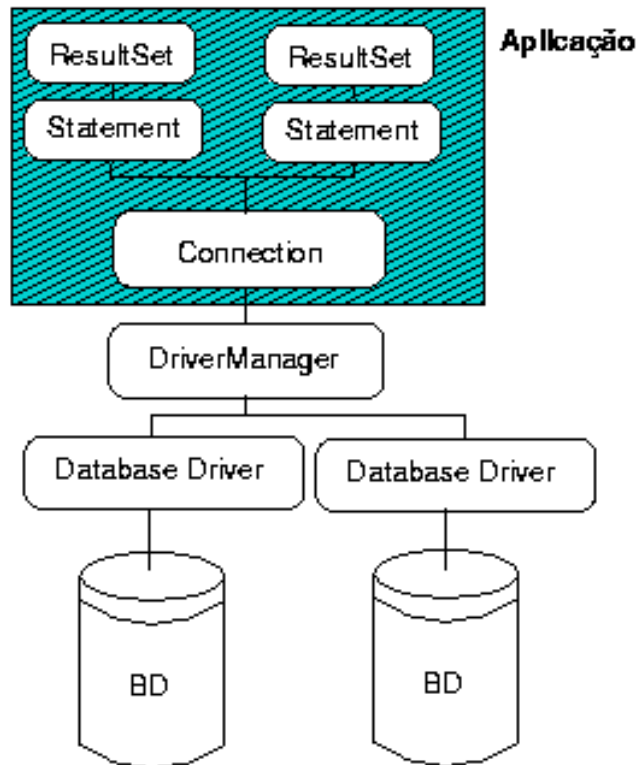 ResultSet
ResultSet
Aplicação
Statement
Statement
Connection
DriverManager
Database Driver
Database Driver
BD
BD